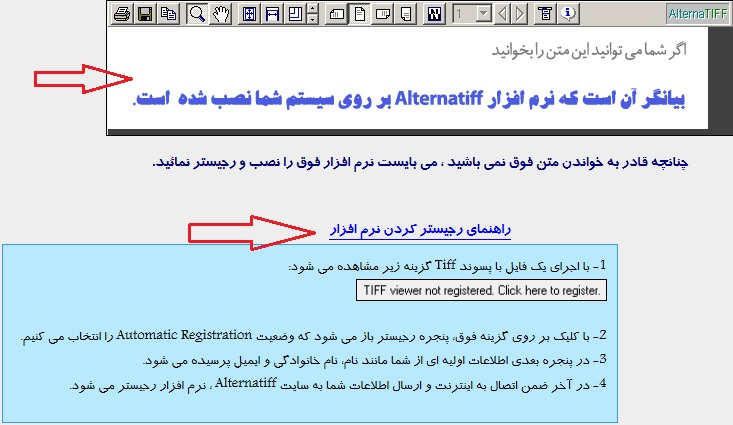 1
AlternaTIFF
اگر شما می توانید این متن را بخوانید
بیانگر آن است که نرم افزار Alternatiff بر روی سیستم شما نصب شده است.
چنانچه قادر به خواندن متن فوق نمی باشید ، می بایست نرم افزار فوق را نصب و رجیستر نمائید.
راهنمای رجیستر کردن نرم افزار
1- با اجرای یک فایل با پسوند Tiff گزینه زیر مشاهده می شود:
TIFF viewer not registered. Click here to register.
2- با کلیک بر روی گزینه فوق، پنجره رجیستر باز می شود که وضعیت Automatic Registration را انتخاب می کنیم.
3- در پنجره بعدی اطلاعات اولیه ای از شما مانند نام، نام خانوادگی و ایمیل پرسیده می شود.
4- در آخر ضمن اتصال به اینترنت و ارسال اطلاعات شما به سایت Alternatiff ، نرم افزار رجیستر می شود.